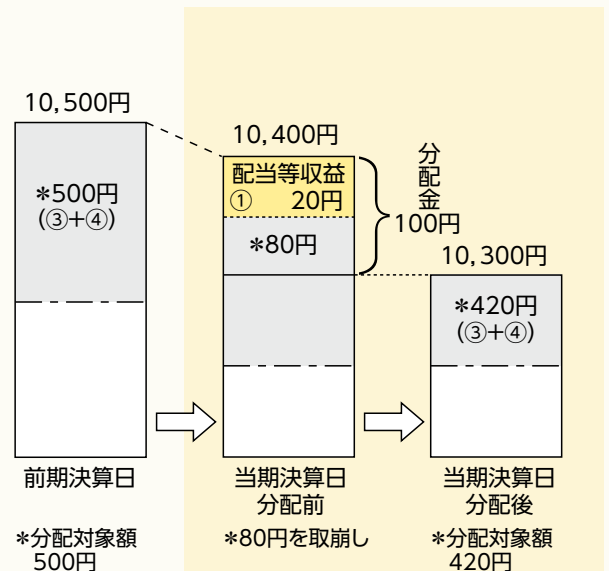 10,500円
*500円
(③+④)
前期決算日
*分配対象額
500円
10,400円
配当等収益
① 20円
*80円
分配金
100円
当期決算日
分配前
*80円を取崩し
10,300円
*420円
(③+④)
当期決算日
分配後
*分配対象額
420円